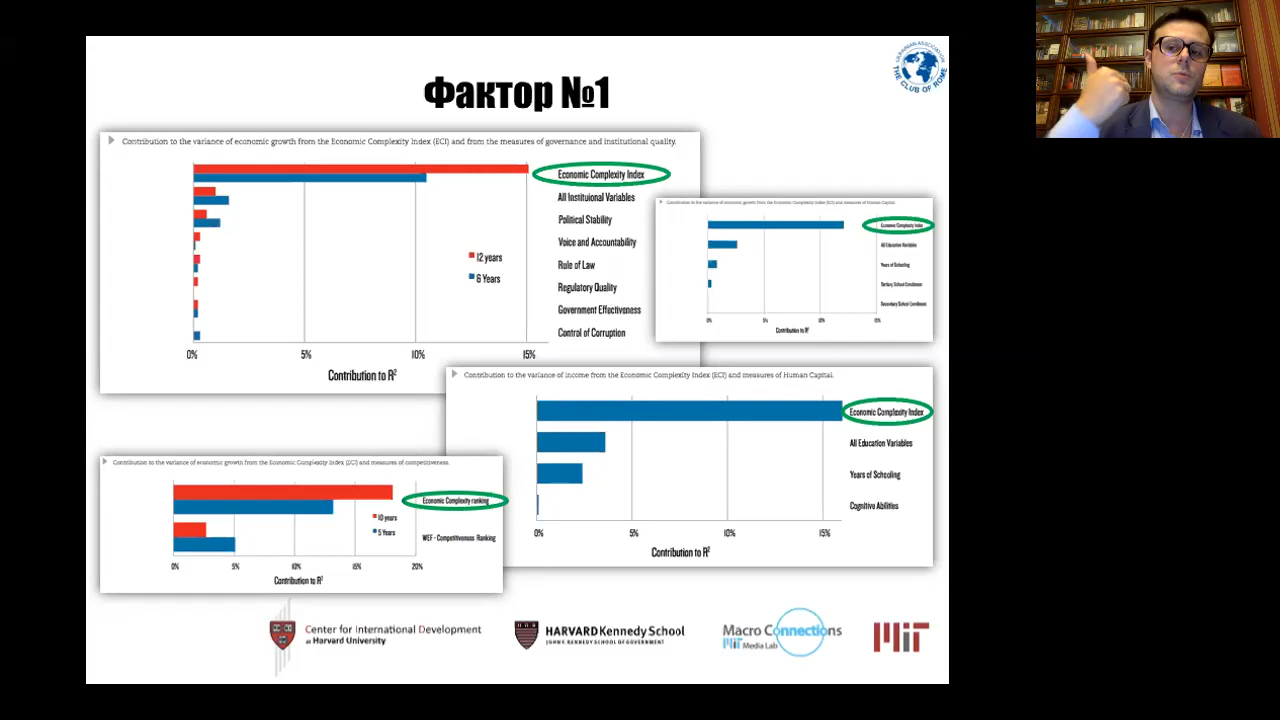 Фактор №1
UKRAINIAN ASSOCIATION
THE CLUB OF ROME
Contribution to the variance of economic growth from the Economic Complexity Index (ECI) and from the measures of governance and institutional quality.
Economic Complexity Index
All Instituional Variables
Political Stability
Voice and Accountability
Rule of Law
Regulatory Quality
Government Effectiveness
Control of Corruption
12 years
6 Years
0%
5%
10%
15%
Contribution to R²
Contribution to the variance of economic growth from the Economic Complexity Index (ECI) and measures of Human Capital.
Economic Complexity Index
All Education Variables
Years of Schooling
Tertiary School Enrollment
Secondary School Enrollment
0%
5%
10%
15%
Contribution to R²
Contribution to the variance of income from the Economic Complexity Index (ECI) and measures of Human Capital.
Economic Complexity Index
All Education Variables
Years of Schooling
Cognitive Abilities
0%
5%
10%
15%
Contribution to R²
Contribution to the variance of economic growth from the Economic Complexity Index (ECI) and measures of competitiveness.
Economic Complexity ranking
WEF - Competitiveness Ranking
10 years
5 Years
0%
5%
10%
15%
20%
Contribution to R²
Center for International Development
at Harvard University
HARVARD Kennedy School
JOHN F. KENNEDY SCHOOL OF GOVERNMENT
Macro Connections
MIT Media Lab
MIT